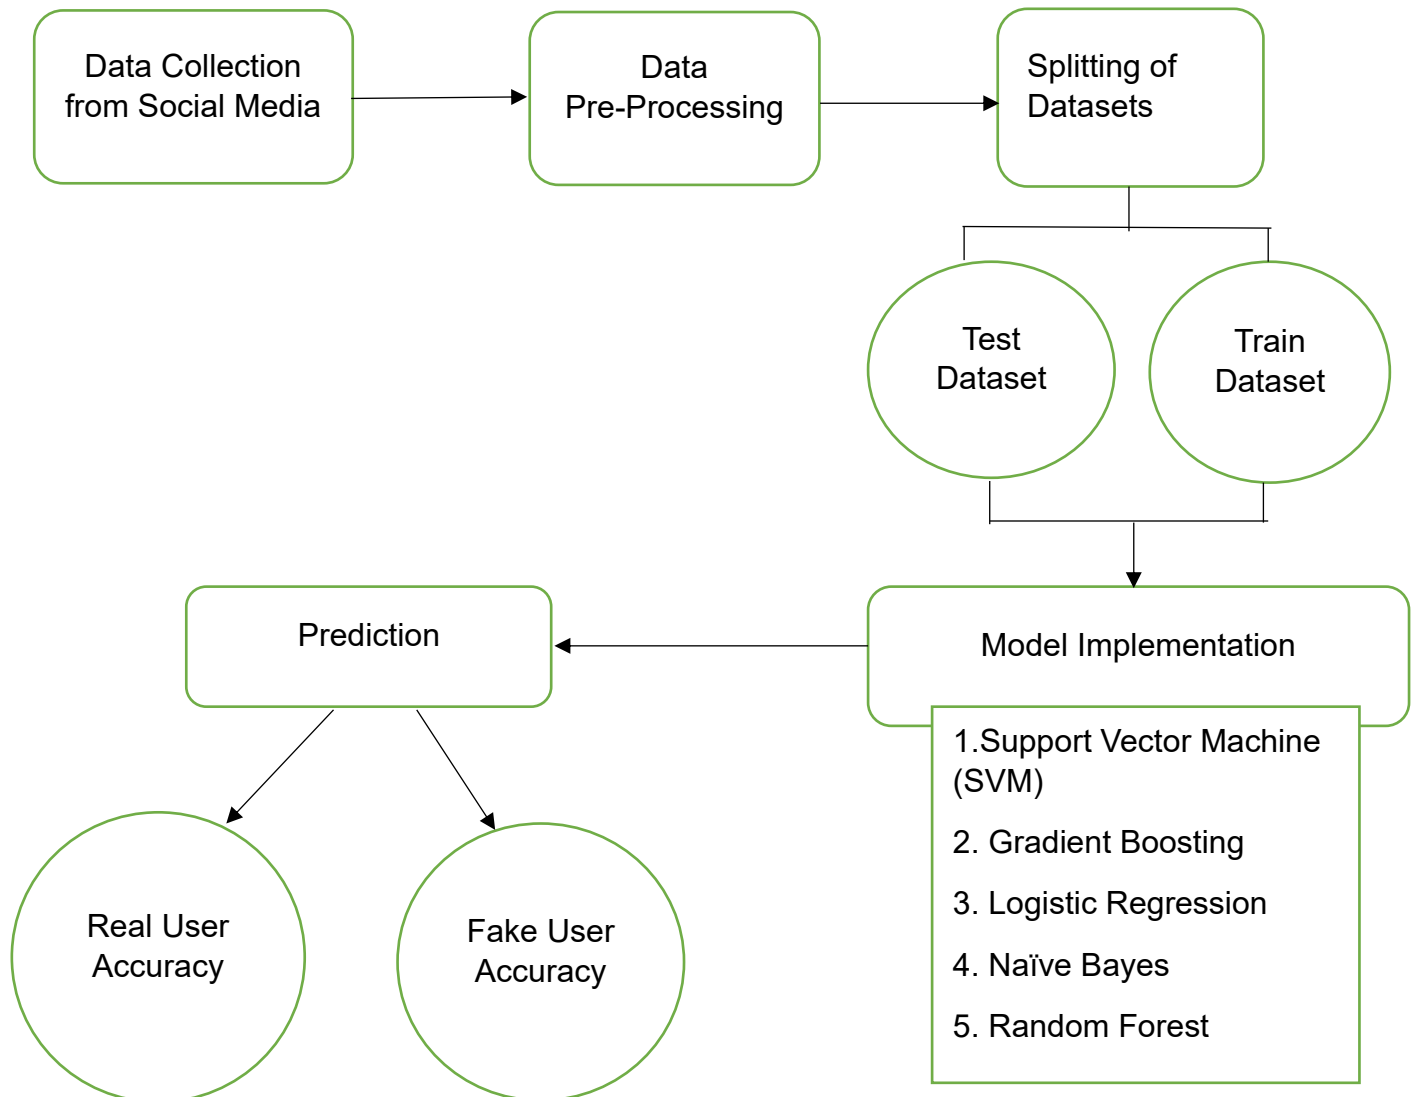 Data Collection
from Social Media
Data
Pre-Processing
Splitting of
Datasets
Test
Dataset
Train
Dataset
Prediction
Model Implementation
1.Support Vector Machine
(SVM)
2. Gradient Boosting
3. Logistic Regression
4. Naïve Bayes
5. Random Forest
Real User
Accuracy
Fake User
Accuracy